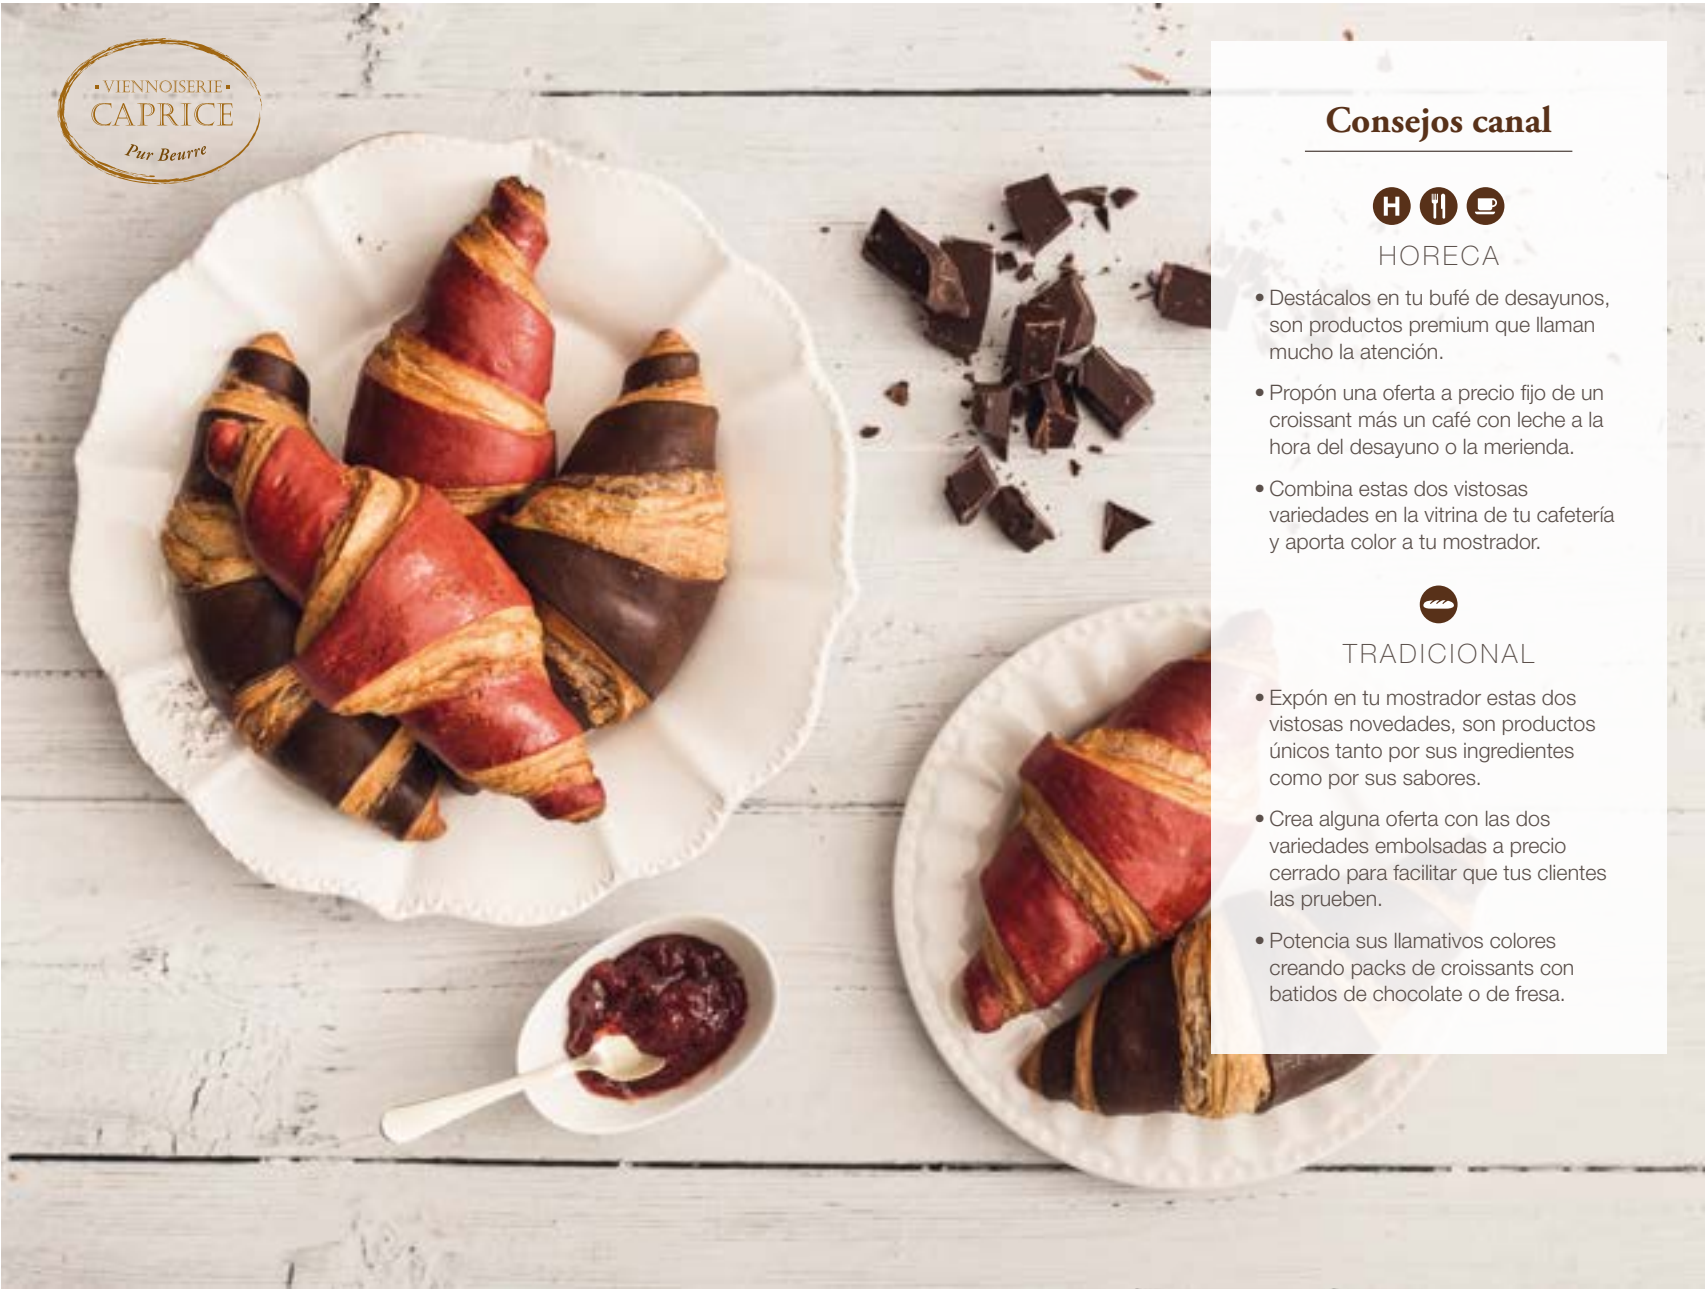 VIENNOISERIE
CAPRICE
Pur Beurre
Consejos canal
H
HORECA
• Destácalos en tu bufé de desayunos,
son productos premium que llaman
mucho la atención.
• Propón una oferta a precio fijo de un
croissant más un café con leche a la
hora del desayuno o la merienda.
• Combina estas dos vistosas
variedades en la vitrina de tu cafetería
y aporta color a tu mostrador.
TRADICIONAL
• Expón en tu mostrador estas dos
vistosas novedades, son productos
únicos tanto por sus ingredientes
como por sus sabores.
• Crea alguna oferta con las dos
variedades embolsadas a precio
cerrado para facilitar que tus clientes
las prueben.
• Potencia sus llamativos colores
creando packs de croissants con
batidos de chocolate o de fresa.